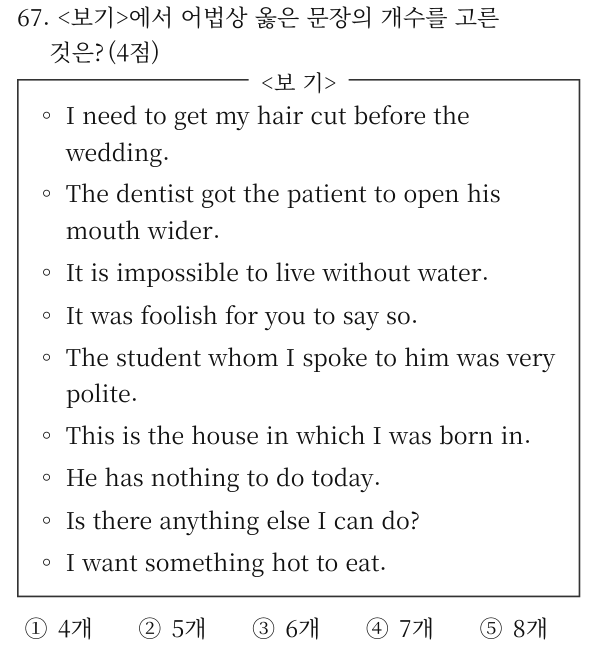 67. <보기>에서 어법상 옳은 문장의 개수를 고른
것은? (4점)
<보 기>
◦ I need to get my hair cut before the
wedding.
◦ The dentist got the patient to open his
mouth wider.
◦ It is impossible to live without water.
◦ It was foolish for you to say so.
◦ The student whom I spoke to him was very
polite.
◦ This is the house in which I was born in.
◦ He has nothing to do today.
◦ Is there anything else I can do?
◦ I want something hot to eat.
① 4개 ② 5개 ③ 6개 ④ 7개 ⑤ 8개